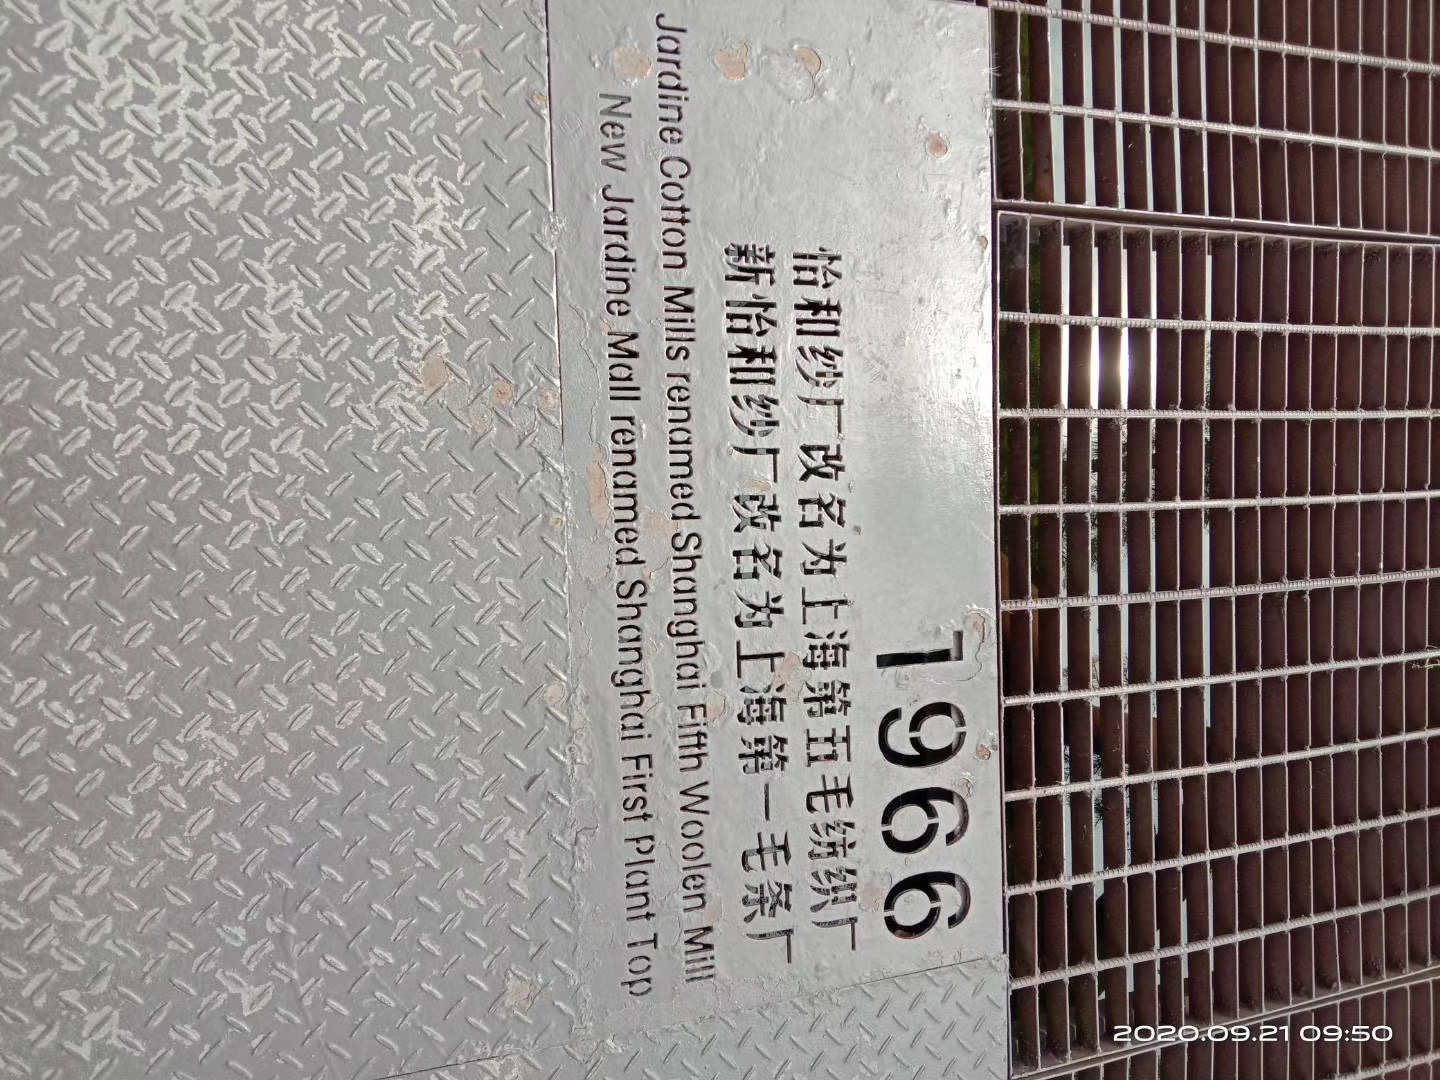 1966
怡和纱厂改名为上海第五毛纺织厂
新怡和纱厂改名为上海第一毛条厂
Jardine Cotton Mills renamed Shanghai Fifth Woolen Mill
New Jardine Mall renamed Shanghai First Plant Top
2020.09.21 09:50